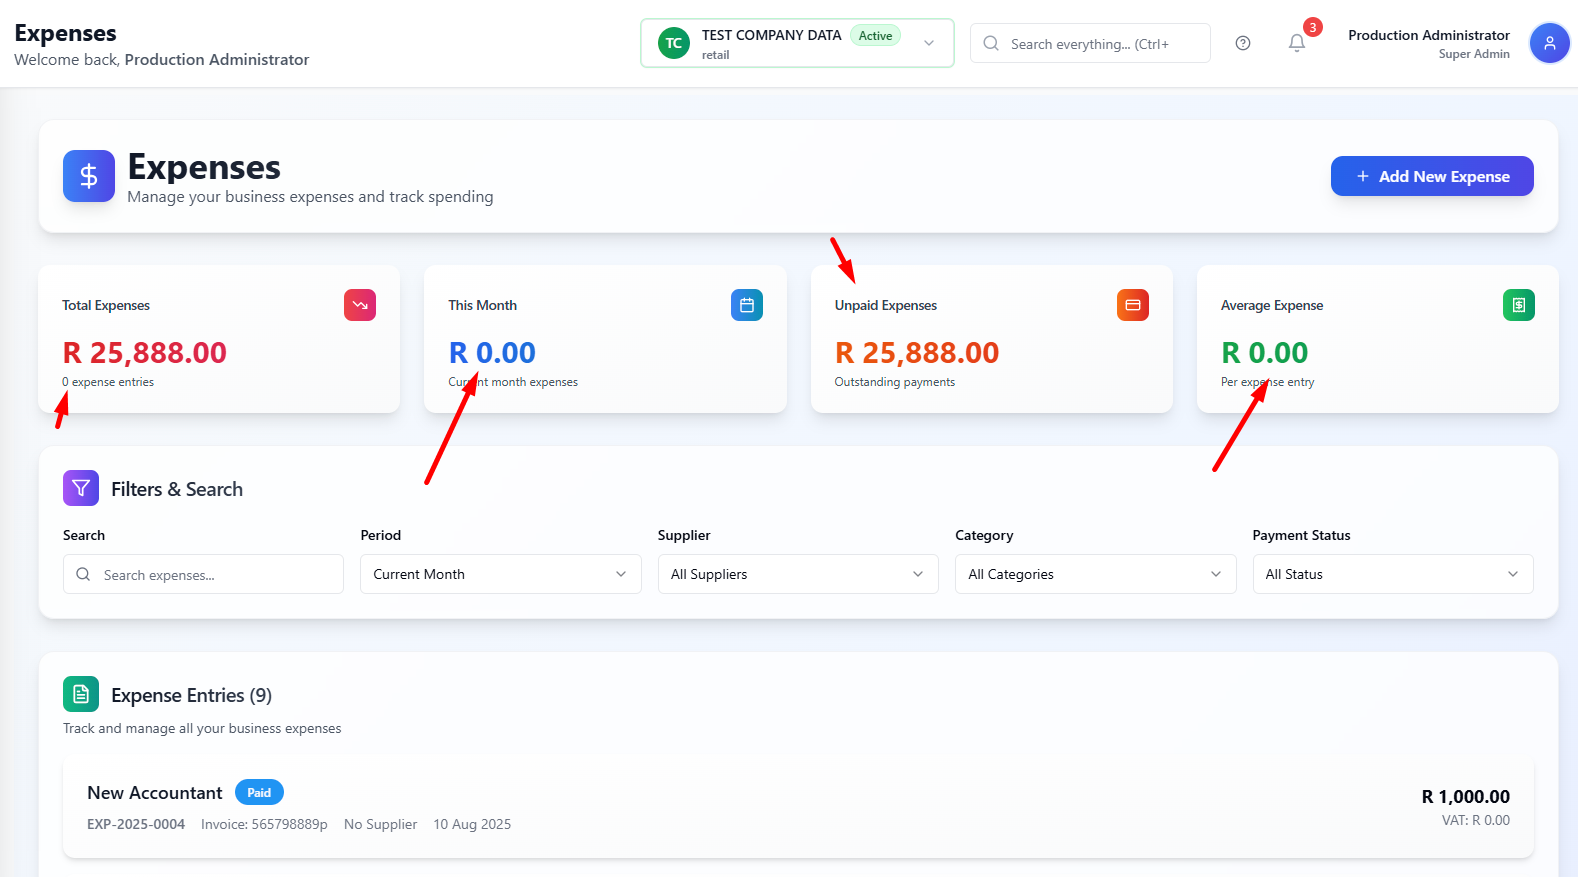 Expenses
Welcome back, Production Administrator
TC
TEST COMPANY DATA
Active
retail
Search everything... (Ctrl+
3
Production Administrator
Super Admin
$
Expenses
Manage your business expenses and track spending
+ Add New Expense
Total Expenses
R 25,888.00
0 expense entries
This Month
R 0.00
Current month expenses
Unpaid Expenses
R 25,888.00
Outstanding payments
Average Expense
R 0.00
Per expense entry
Filters & Search
Search
Search expenses...
Period
Current Month
Supplier
All Suppliers
Category
All Categories
Payment Status
All Status
Expense Entries (9)
Track and manage all your business expenses
New Accountant Paid
EXP-2025-0004 Invoice: 565798889p No Supplier 10 Aug 2025
R 1,000.00
VAT: R 0.00